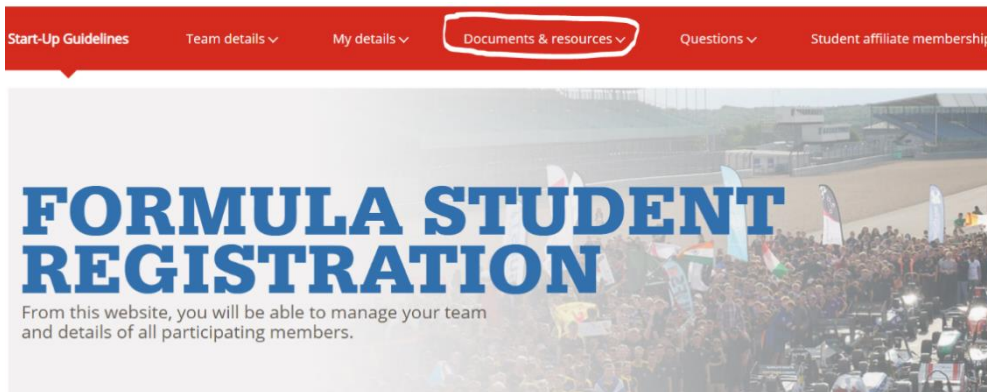 Start-Up Guidelines Team details My details Documents & resources Questions Student affiliate membership
FORMULA STUDENT
REGISTRATION
From this website, you will be able to manage your team
and details of all participating members.